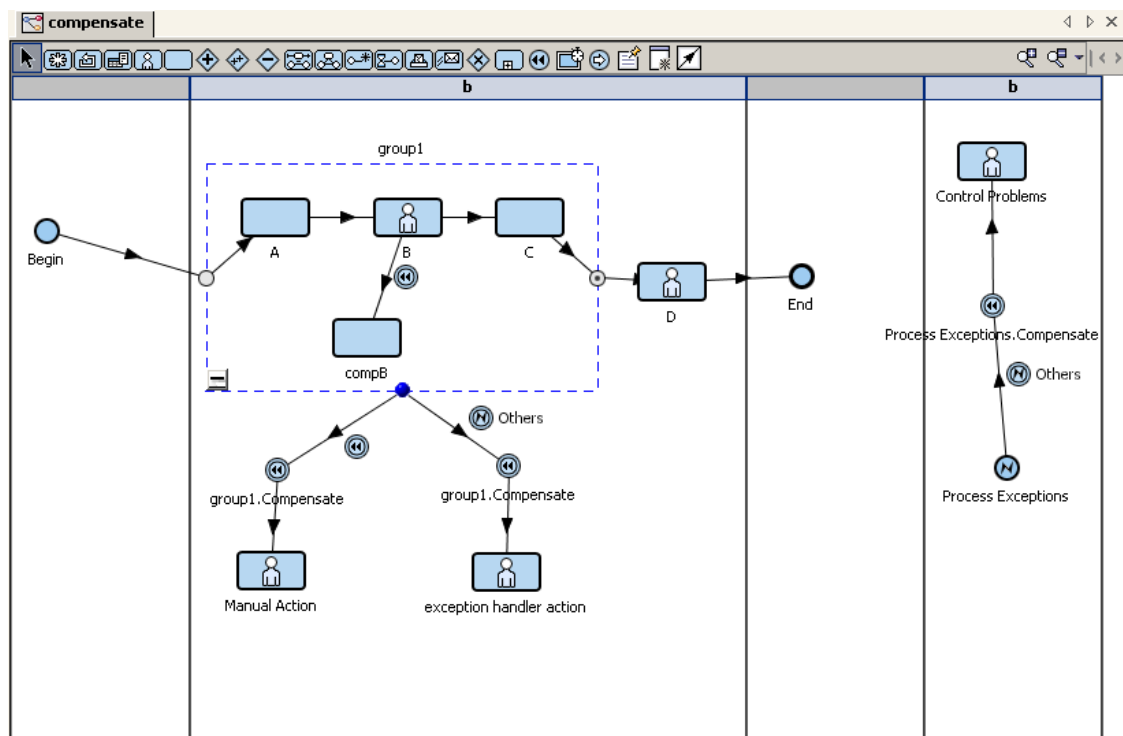 compensate
b
b
group1
Control Problems
Begin
A
B
C
D
End
Process Exceptions.Compensate
compB
Others
Others
group1.Compensate
group1.Compensate
Process Exceptions
Manual Action
exception handler action